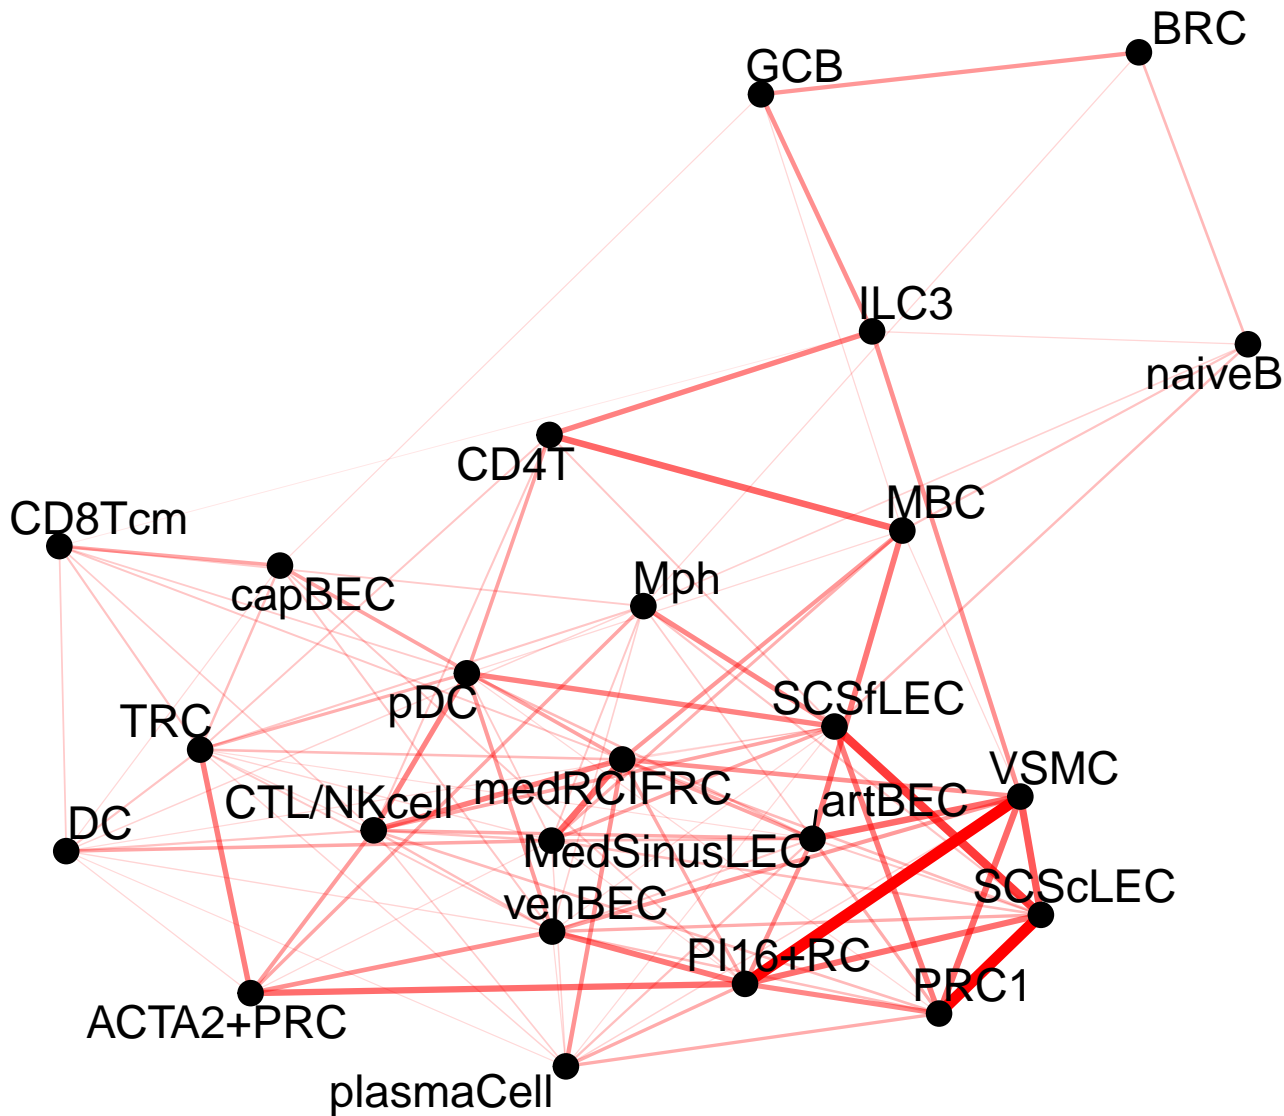 BRC
GCB
ILC3
naiveB
CD4T
MBC
CD8Tcm
capBEC
Mph
pDC
SCSfLEC
TRC
VSMC
medRCIFRC
CTL/NKcell
artBEC
DC
MedSinusLEC
SCScLEC
venBEC
PI16+RC
PRC1
ACTA2+PRC
plasmaCell